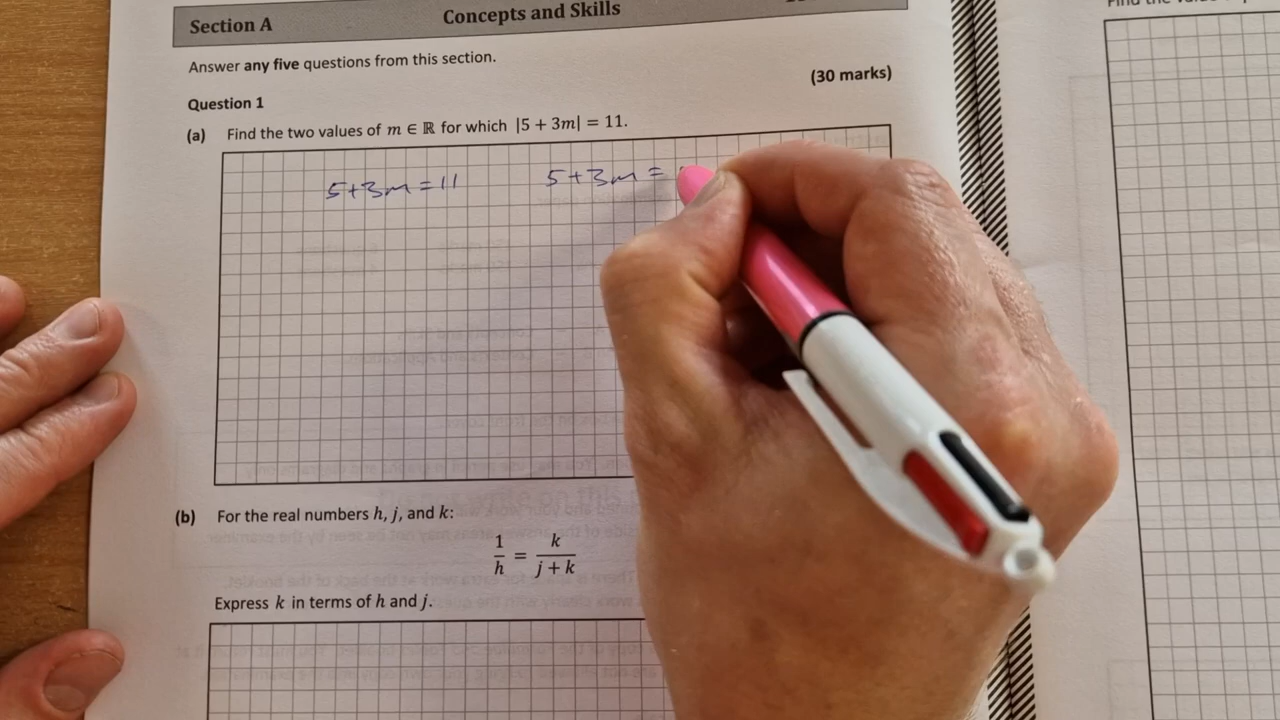 Section A
Concepts and Skills
Answer any five questions from this section.
(30 marks)
Question 1
(a) Find the two values of m ∈ ℝ for which |5 + 3m| = 11.
5+3m=11
5+3m=
(b) For the real numbers h, j, and k:
1/h = k/(j + k)
Express k in terms of h and j.